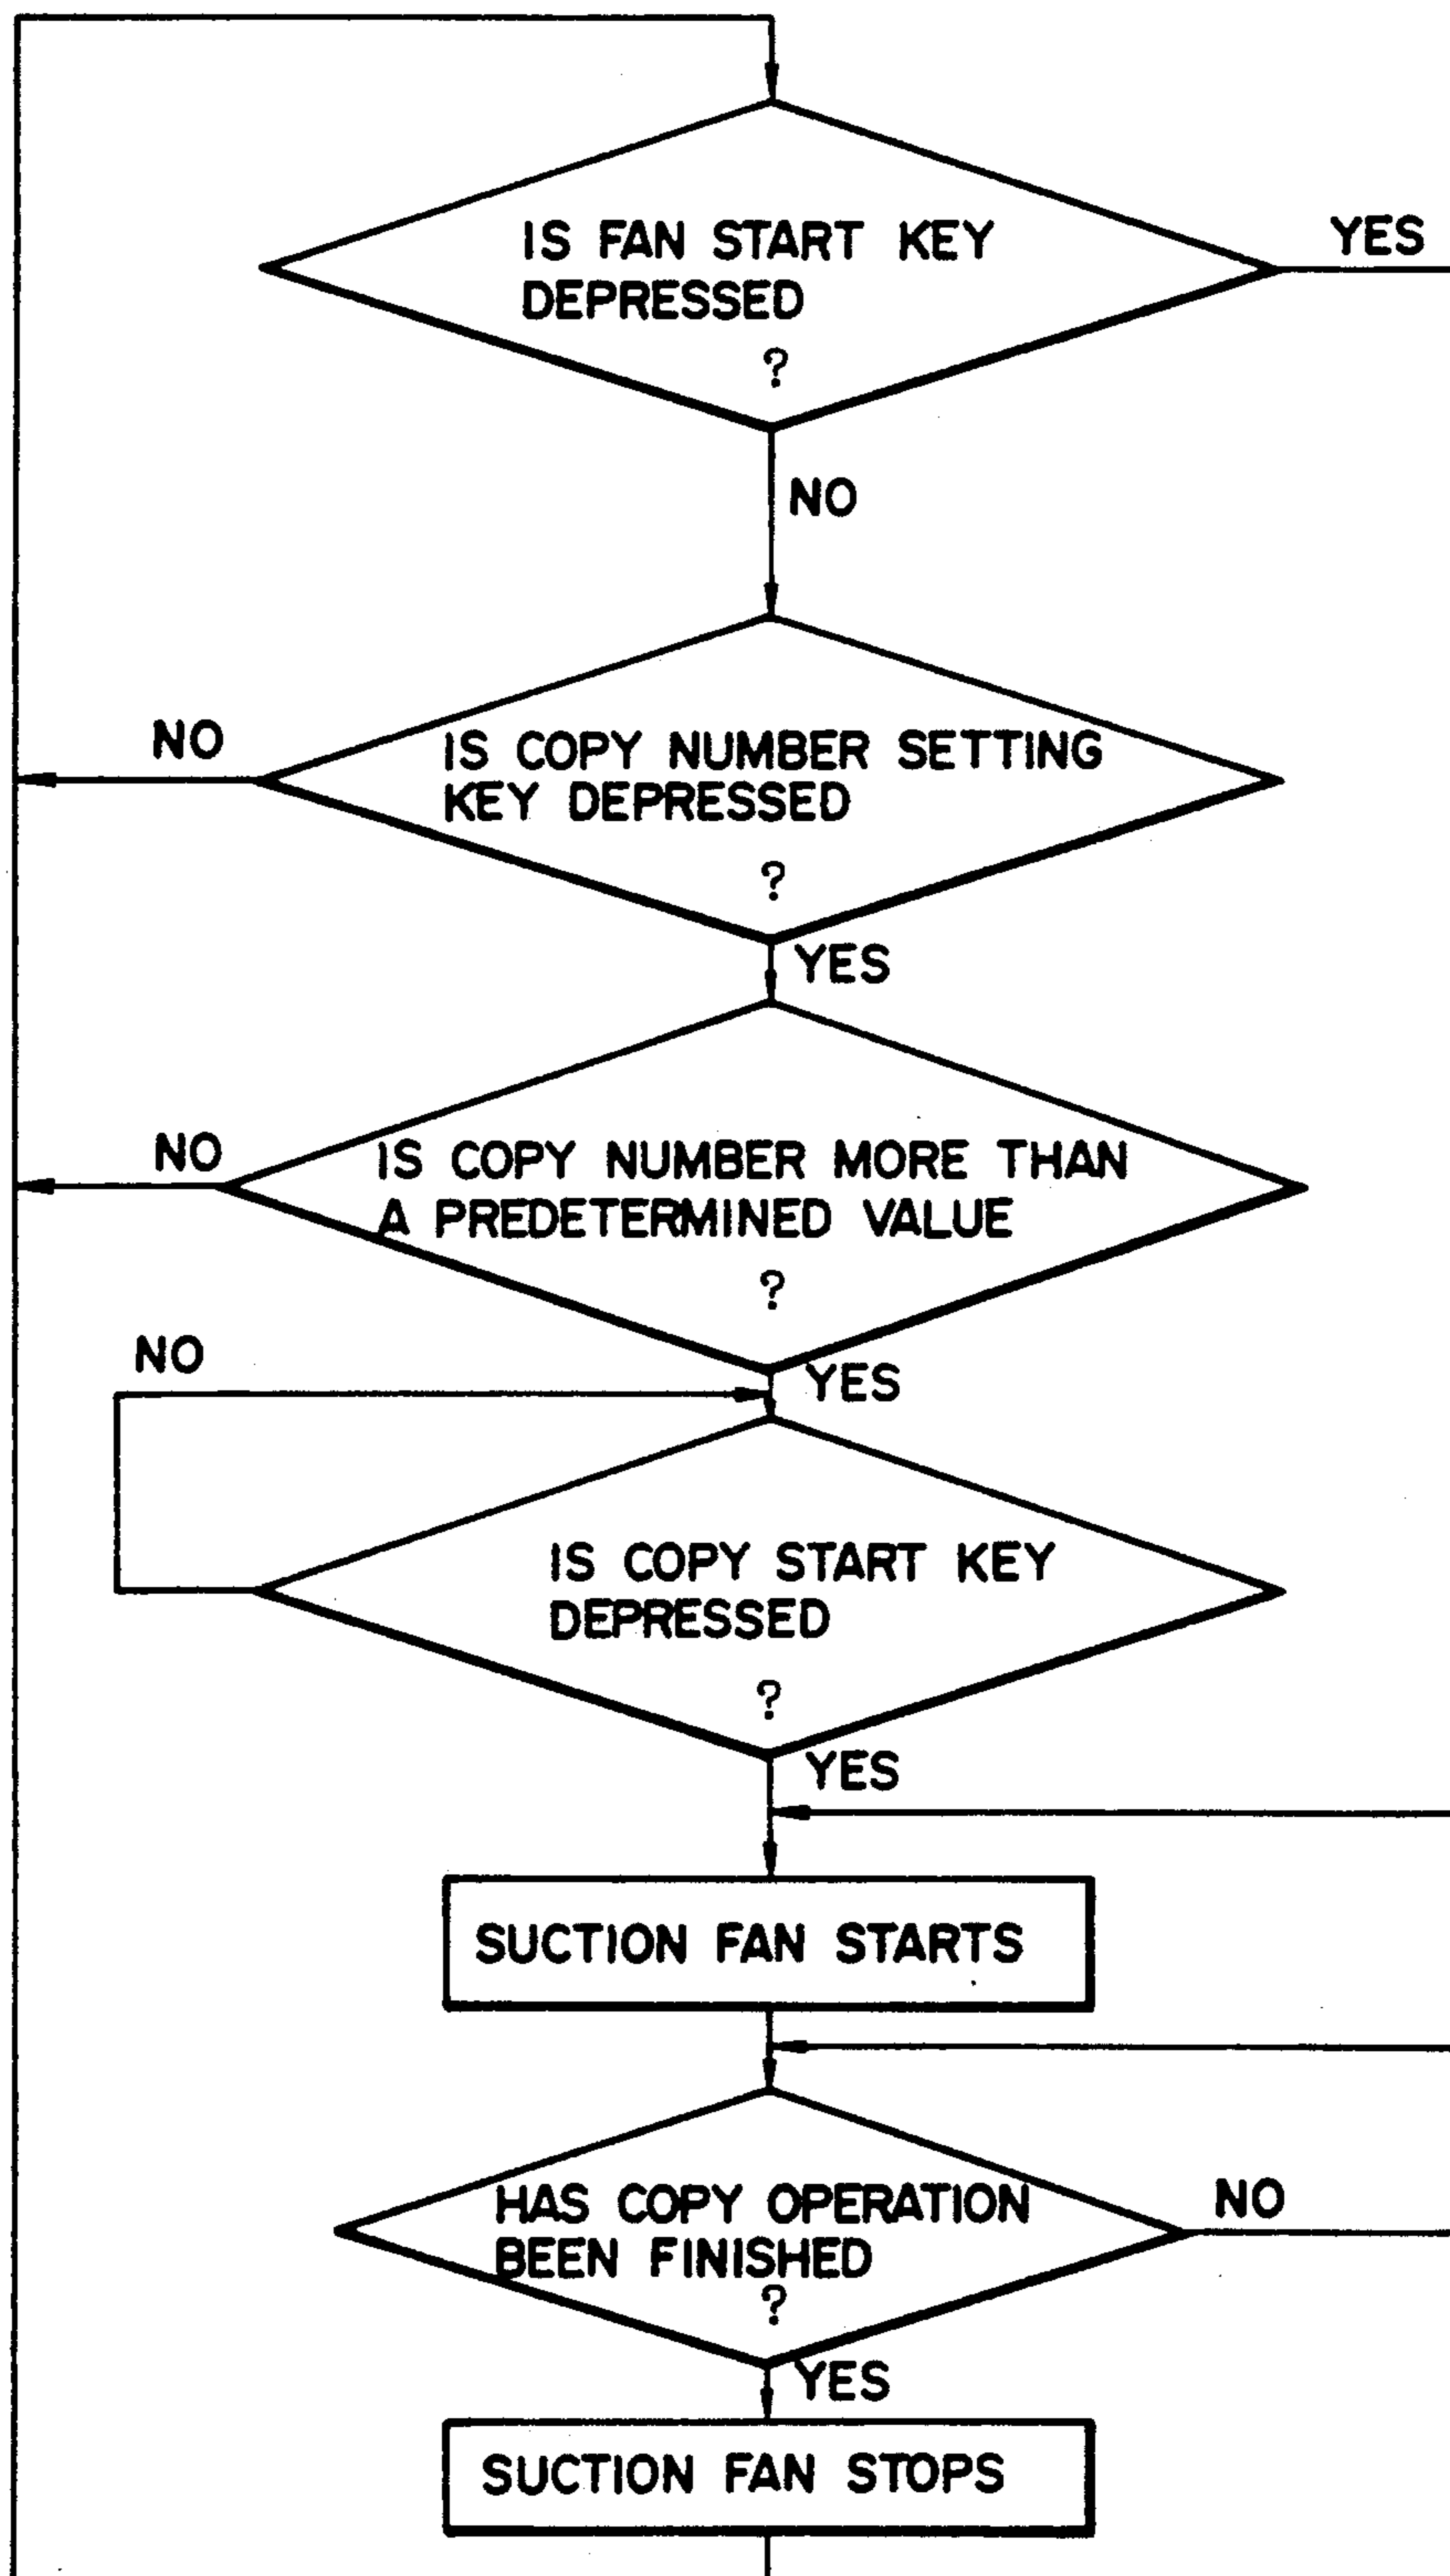 IS FAN START KEY
DEPRESSED
?
YES
NO
IS COPY NUMBER SETTING
KEY DEPRESSED
?
NO
YES
IS COPY NUMBER MORE THAN
A PREDETERMINED VALUE
?
NO
YES
NO
IS COPY START KEY
DEPRESSED
?
YES
SUCTION FAN STARTS
HAS COPY OPERATION
BEEN FINISHED
?
NO
YES
SUCTION FAN STOPS